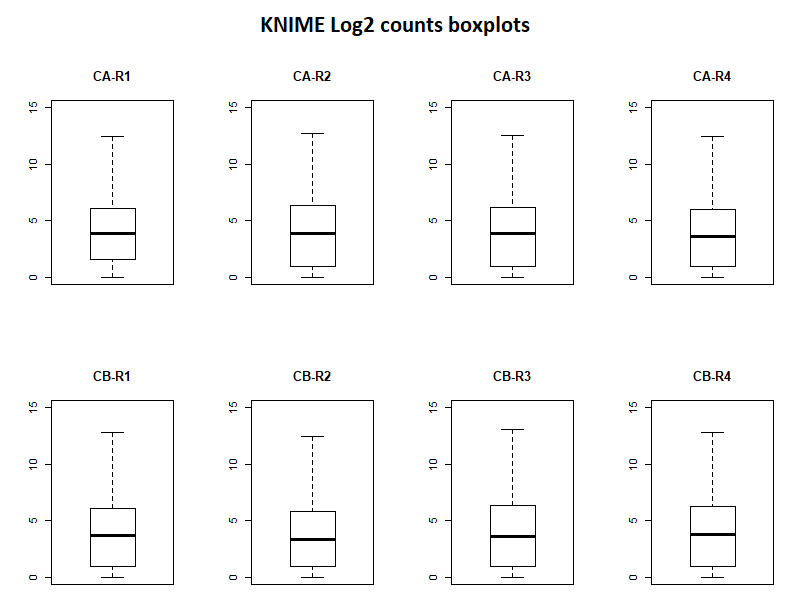 KNIME Log2 counts boxplots
CA-R1 CA-R2 CA-R3 CA-R4
15 15 15 15
10 10 10 10
5 5 5 5
0 0 0 0
CB-R1 CB-R2 CB-R3 CB-R4
15 15 15 15
10 10 10 10
5 5 5 5
0 0 0 0